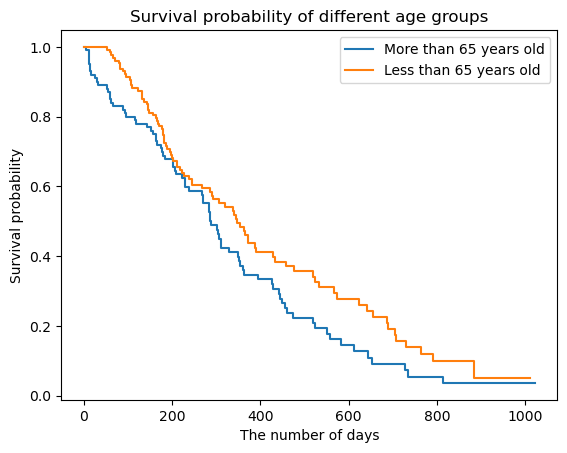 Survival probability of different age groups
More than 65 years old
Less than 65 years old
Survival probability
1.0
0.8
0.6
0.4
0.2
0.0
0 200 400 600 800 1000
The number of days